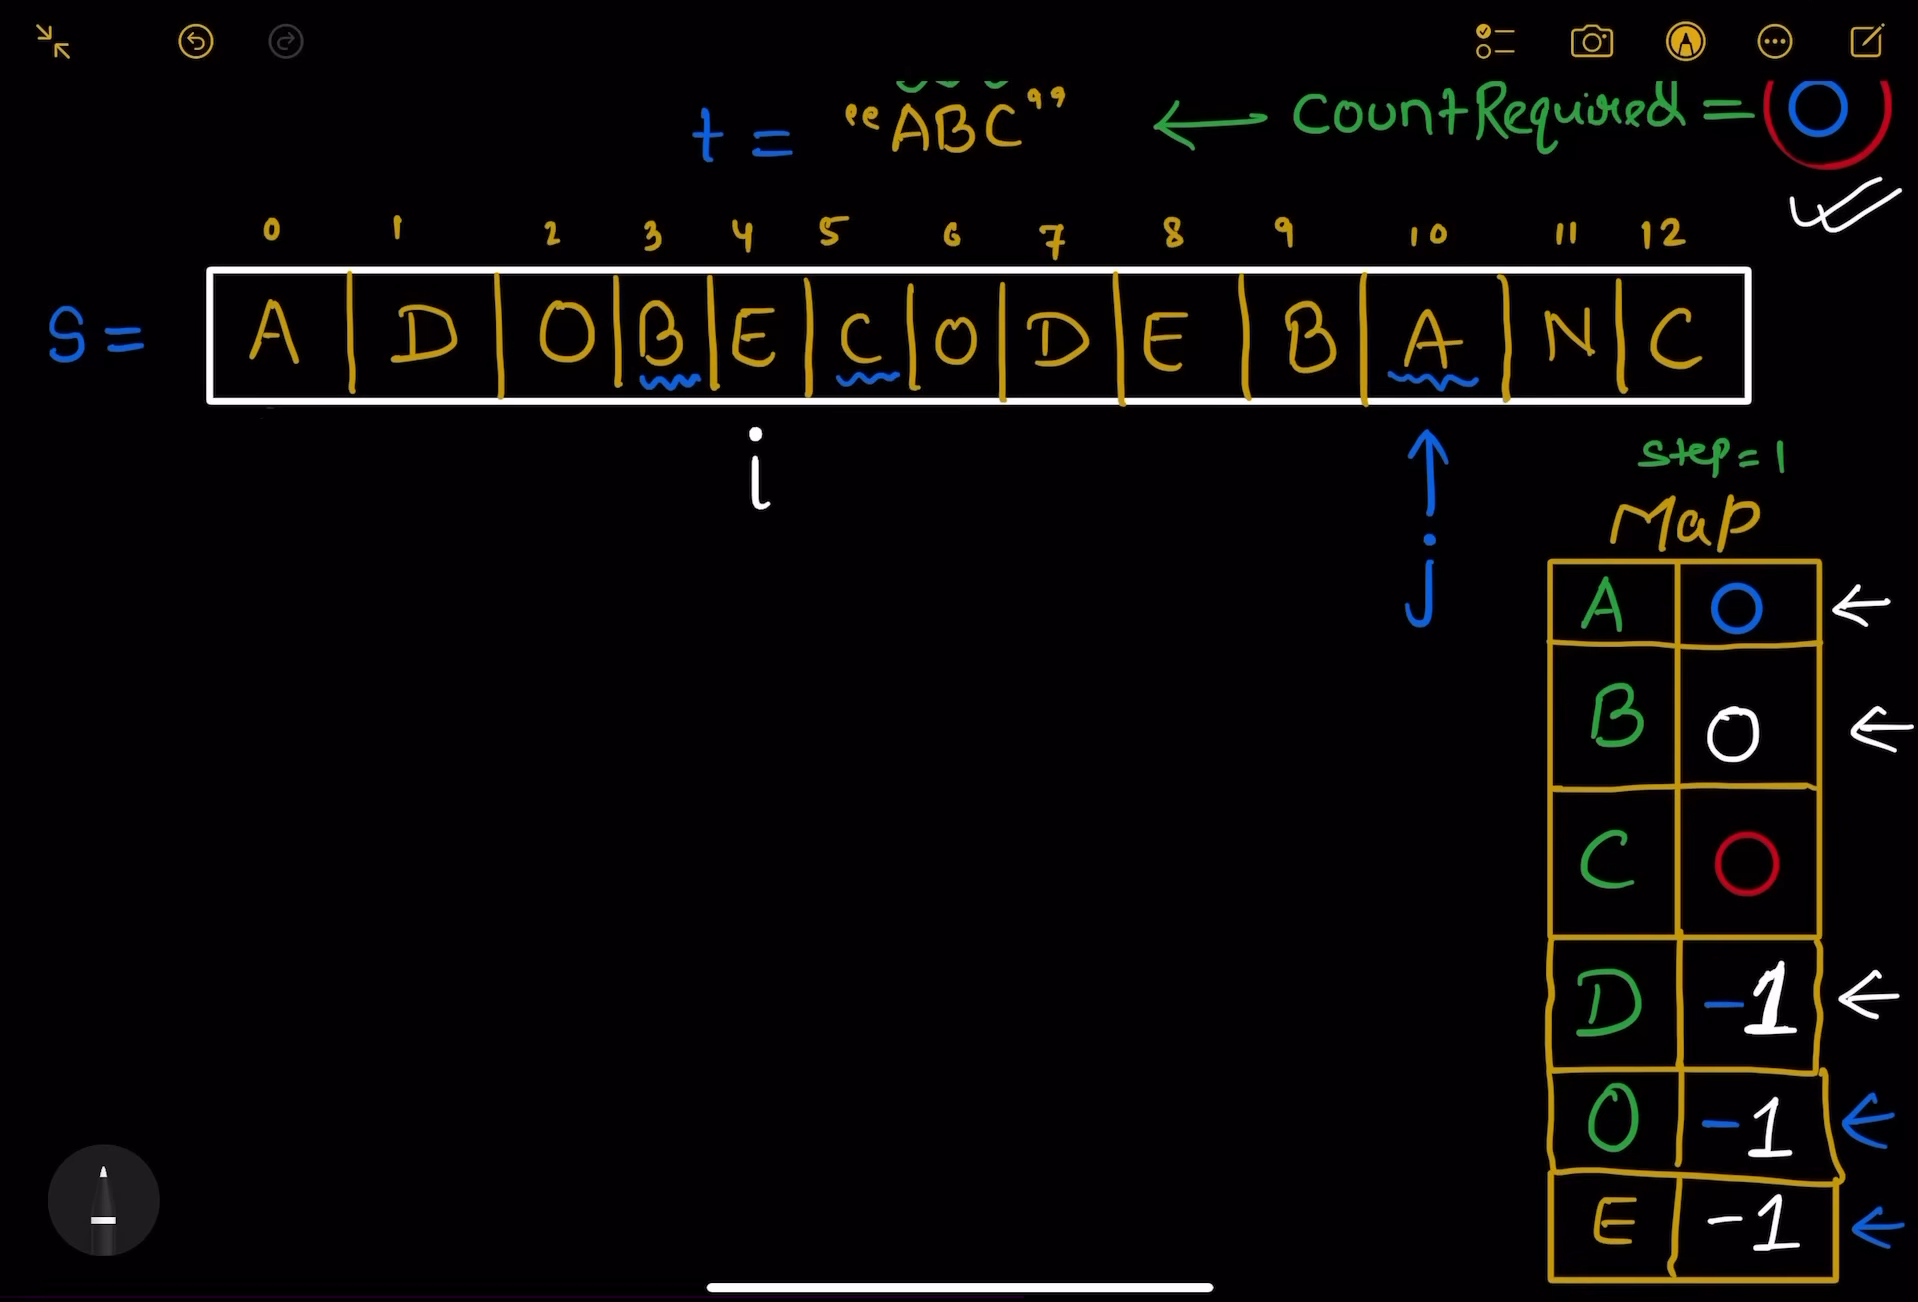 t = "ABC" ← CountRequired = 0
0 1 2 3 4 5 6 7 8 9 10 11 12
S = A D O B E C O D E B A N C
i
j
step = 1
Map
A 0
B 0
C 0
D -1
O -1
E -1